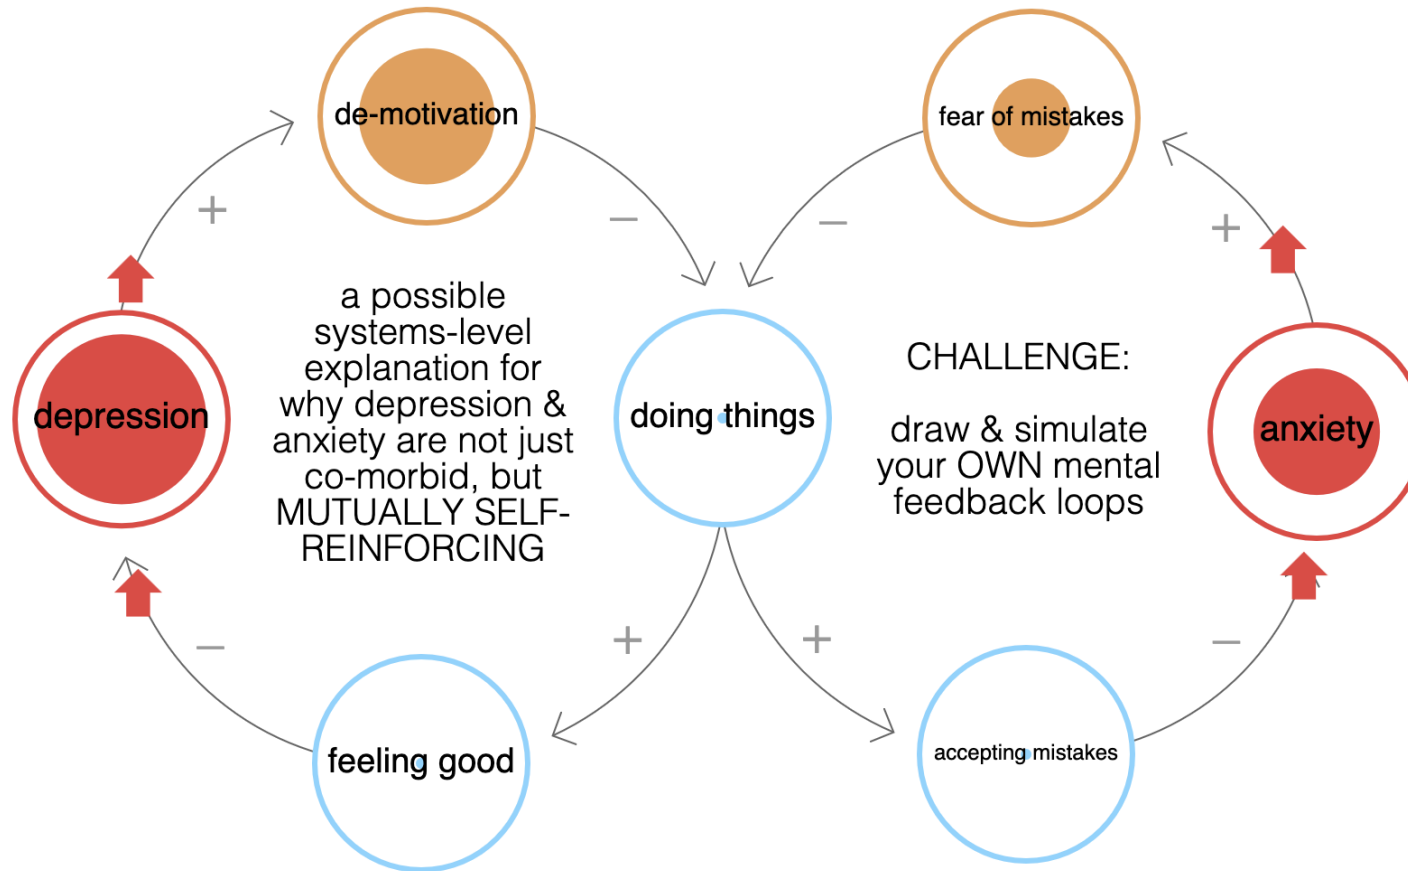 de-motivation
fear of mistakes
+
−
−
+
a possible
systems-level
explanation for
why depression &
anxiety are not just
co-morbid, but
MUTUALLY SELF-
REINFORCING
depression
doing things
CHALLENGE:
draw & simulate
your OWN mental
feedback loops
anxiety
−
+
+
−
feeling good
accepting mistakes